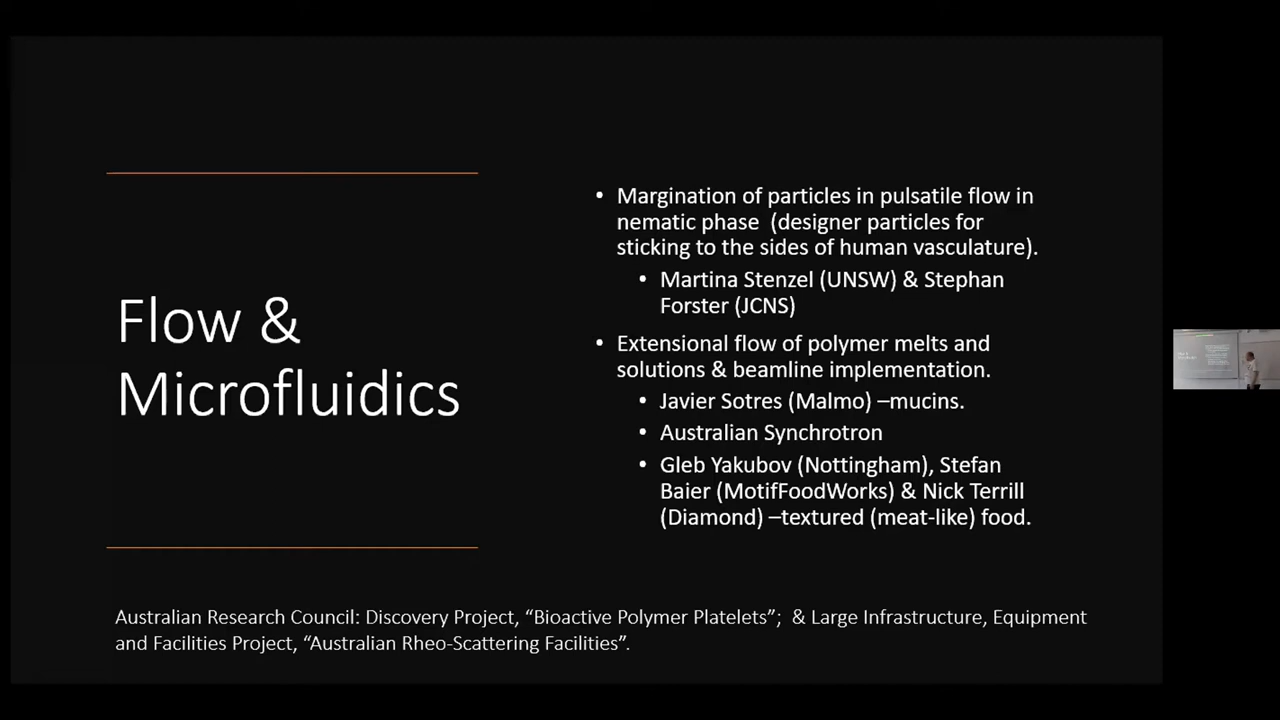 Flow &
Microfluidics
• Margination of particles in pulsatile flow in
nematic phase (designer particles for
sticking to the sides of human vasculature).
• Martina Stenzel (UNSW) & Stephan
Forster (JCNS)
• Extensional flow of polymer melts and
solutions & beamline implementation.
• Javier Sotres (Malmo) –mucins.
• Australian Synchrotron
• Gleb Yakubov (Nottingham), Stefan
Baier (MotifFoodWorks) & Nick Terrill
(Diamond) –textured (meat-like) food.
Australian Research Council: Discovery Project, “Bioactive Polymer Platelets”; & Large Infrastructure, Equipment
and Facilities Project, “Australian Rheo-Scattering Facilities”.